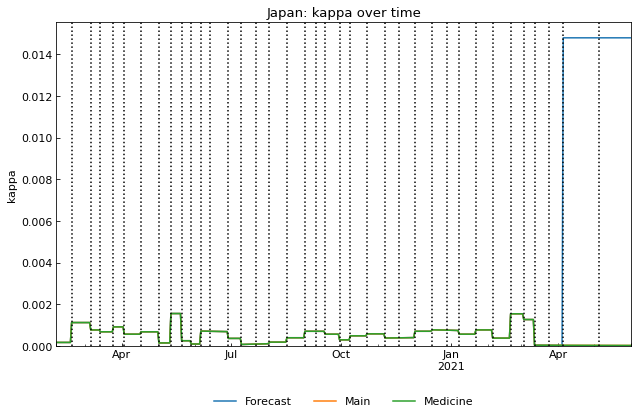 Japan: kappa over time
0.014
0.012
0.010
0.008
0.006
0.004
0.002
0.000
kappa
Apr Jul Oct Jan Apr
2021
Forecast Main Medicine